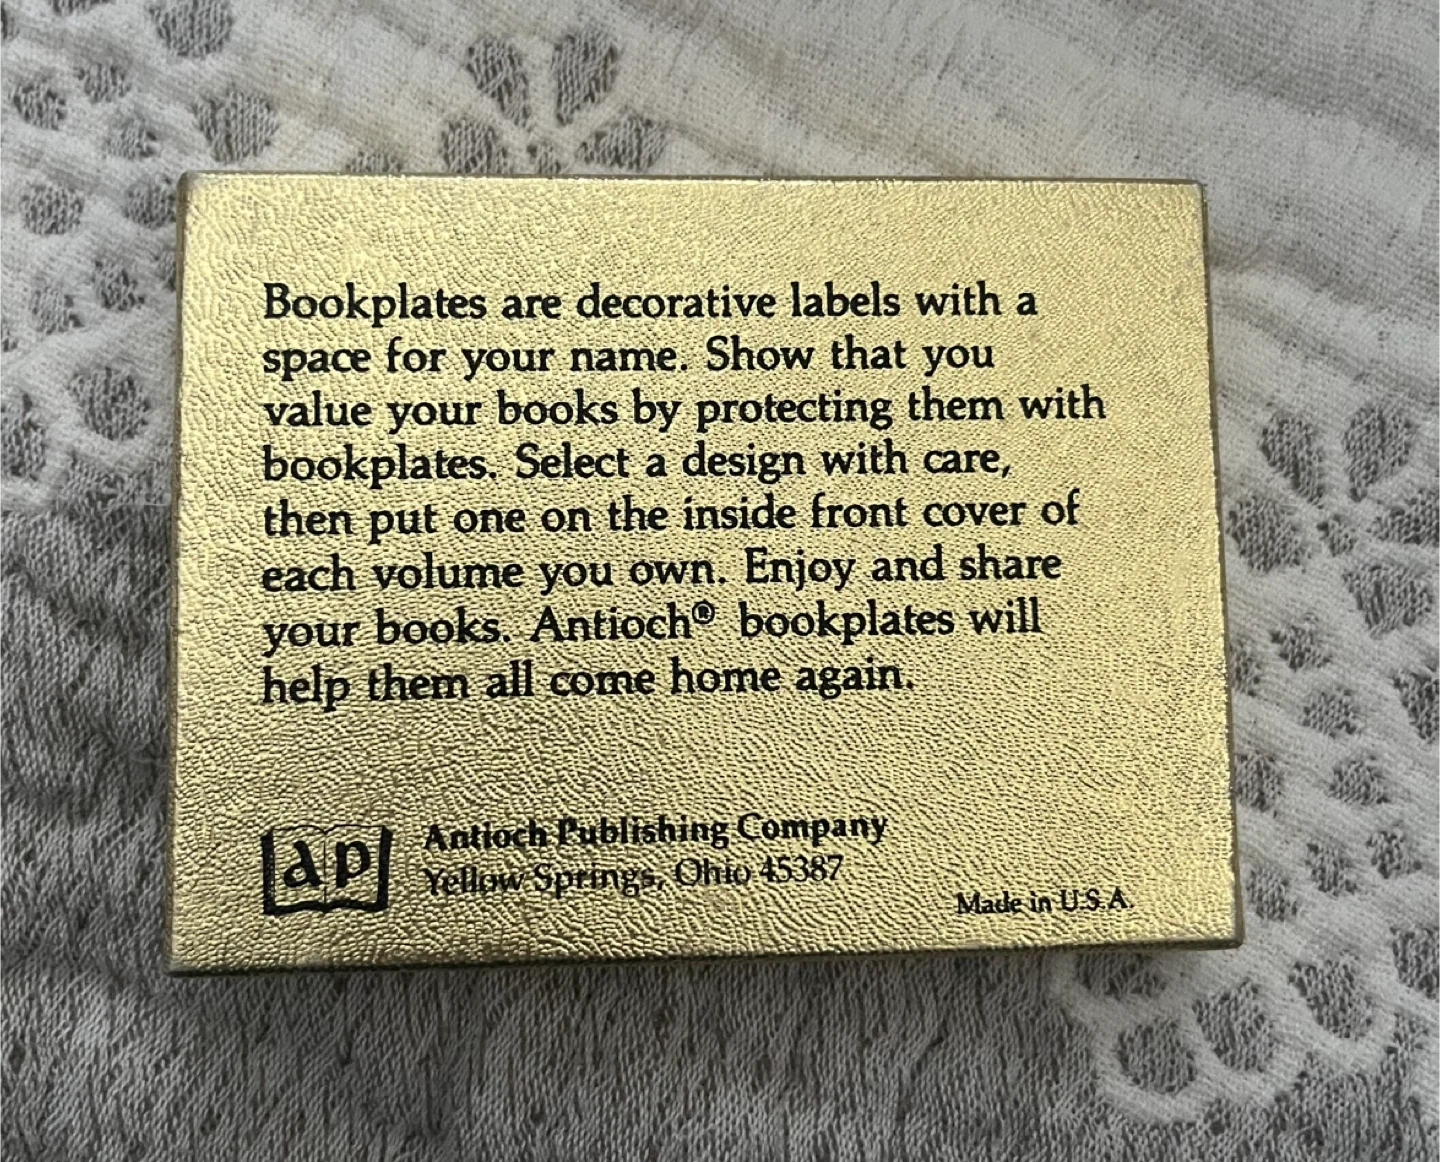 Bookplates are decorative labels with a
space for your name. Show that you
value your books by protecting them with
bookplates. Select a design with care,
then put one on the inside front cover of
each volume you own. Enjoy and share
your books. Antioch® bookplates will
help them all come home again.
ap
Antioch Publishing Company
Yellow Springs, Ohio 45387
Made in U.S.A.